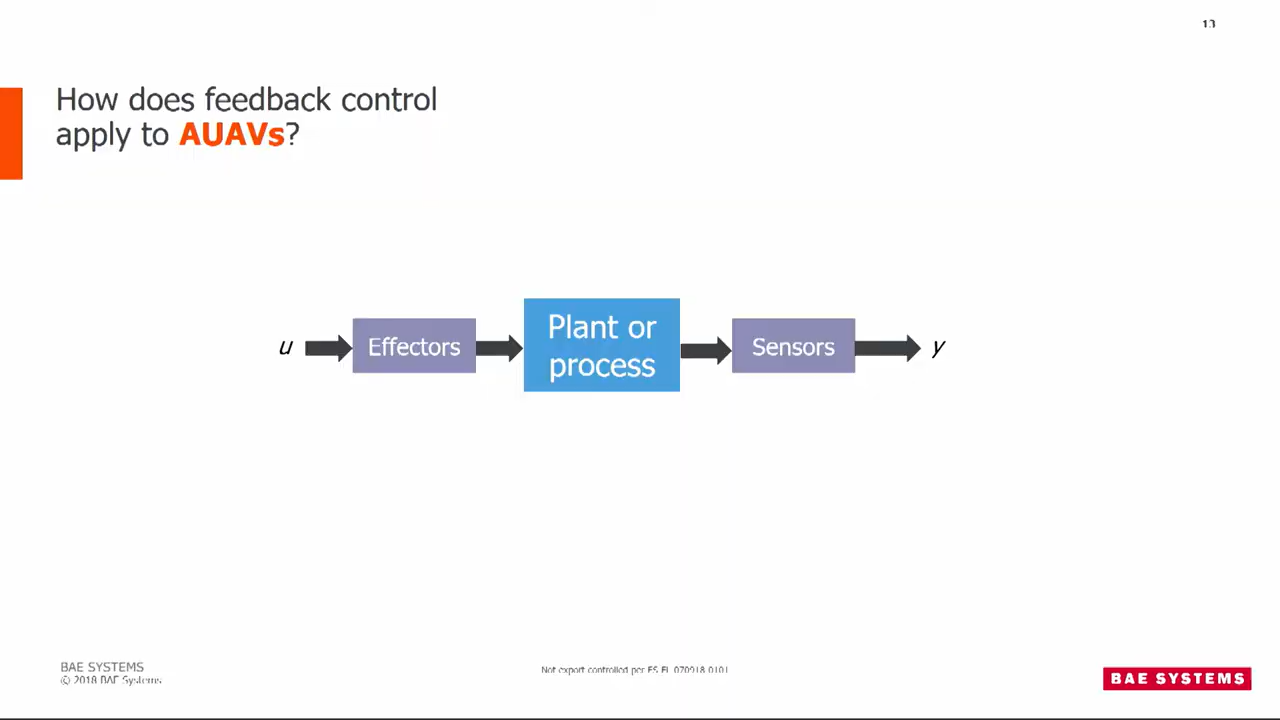 13
How does feedback control
apply to AUAVs?
u
Effectors
Plant or
process
Sensors
y
BAE SYSTEMS
© 2018 BAE Systems
Not export controlled per ES-FL-070918-0101
BAE SYSTEMS